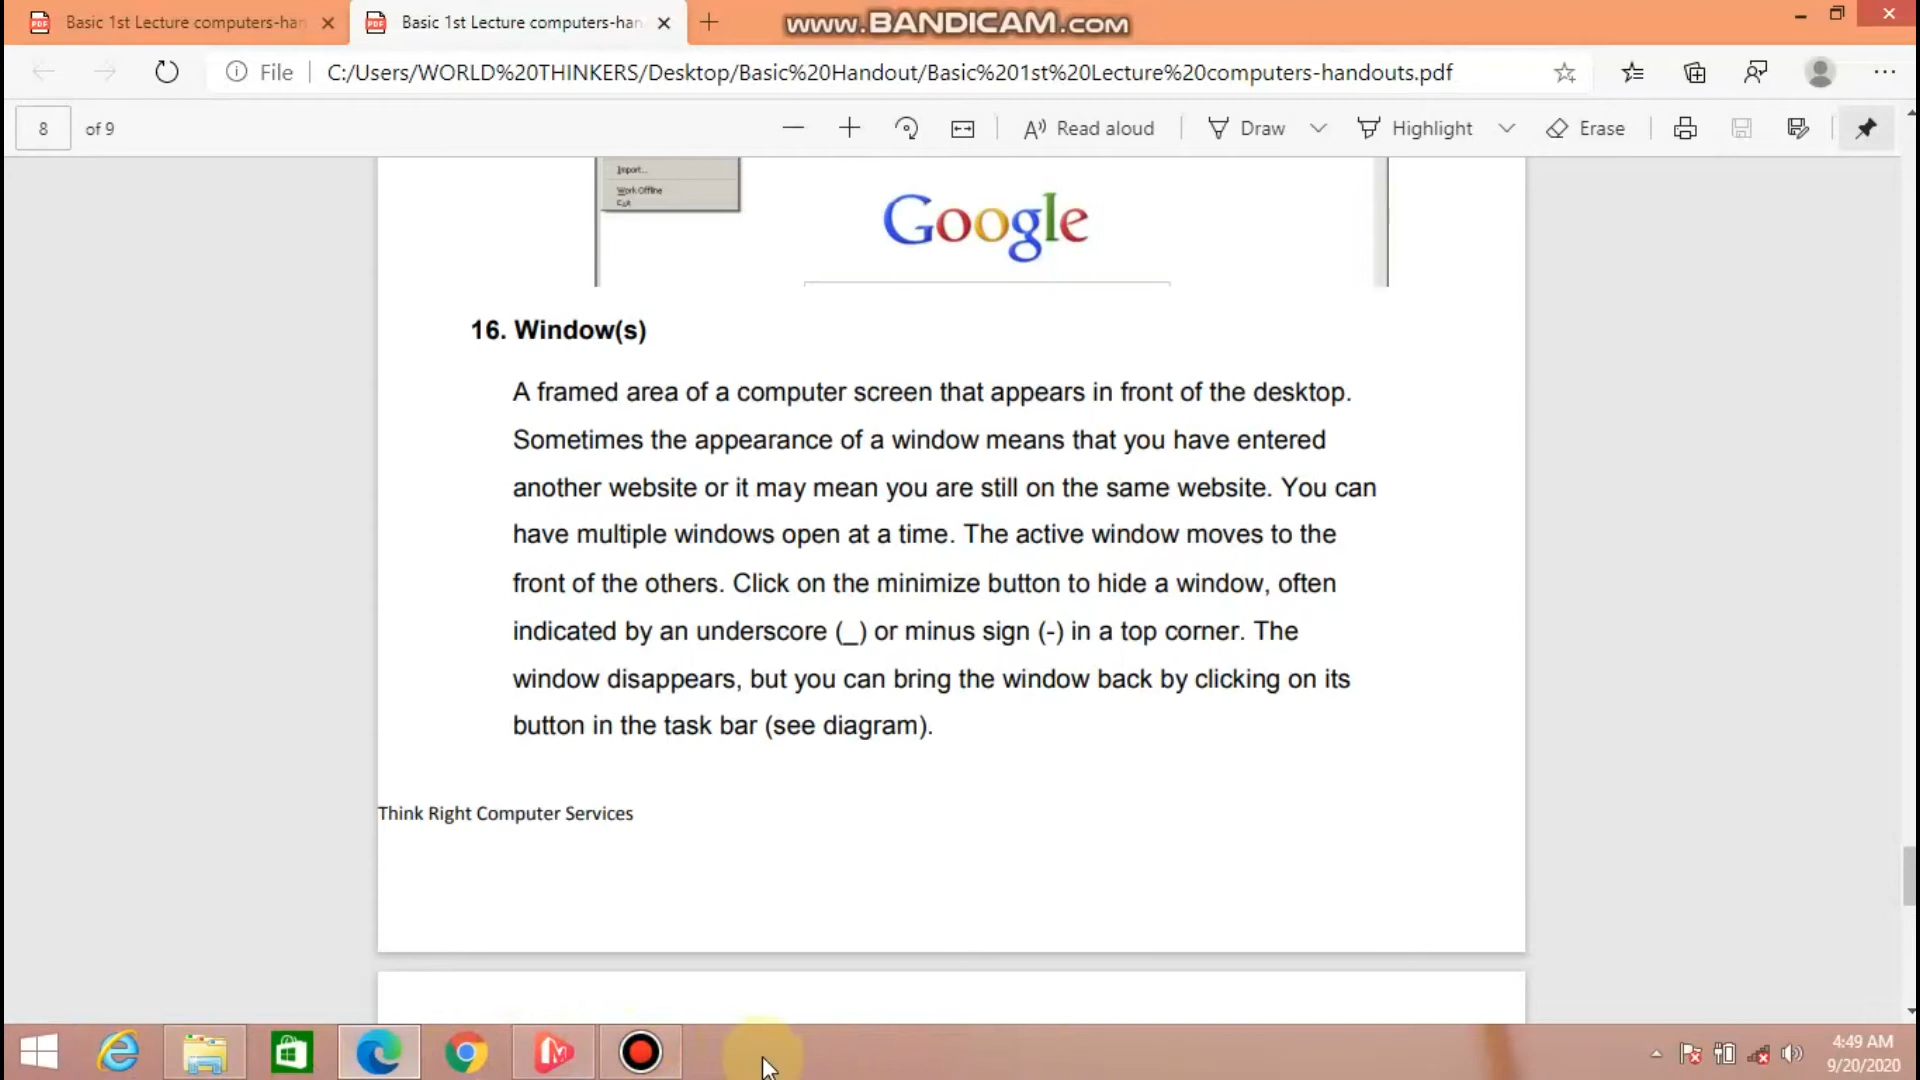 Basic 1st Lecture computers-han
Basic 1st Lecture computers-han
www.BANDICAM.com
File
C:/Users/WORLD%20THINKERS/Desktop/Basic%20Handout/Basic%201st%20Lecture%20computers-handouts.pdf
8 of 9
Read aloud
Draw
Highlight
Erase
Import...
Work Offline
Exit
Google
16. Window(s)
A framed area of a computer screen that appears in front of the desktop.
Sometimes the appearance of a window means that you have entered
another website or it may mean you are still on the same website. You can
have multiple windows open at a time. The active window moves to the
front of the others. Click on the minimize button to hide a window, often
indicated by an underscore (_) or minus sign (-) in a top corner. The
window disappears, but you can bring the window back by clicking on its
button in the task bar (see diagram).
Think Right Computer Services
4:49 AM
9/20/2020